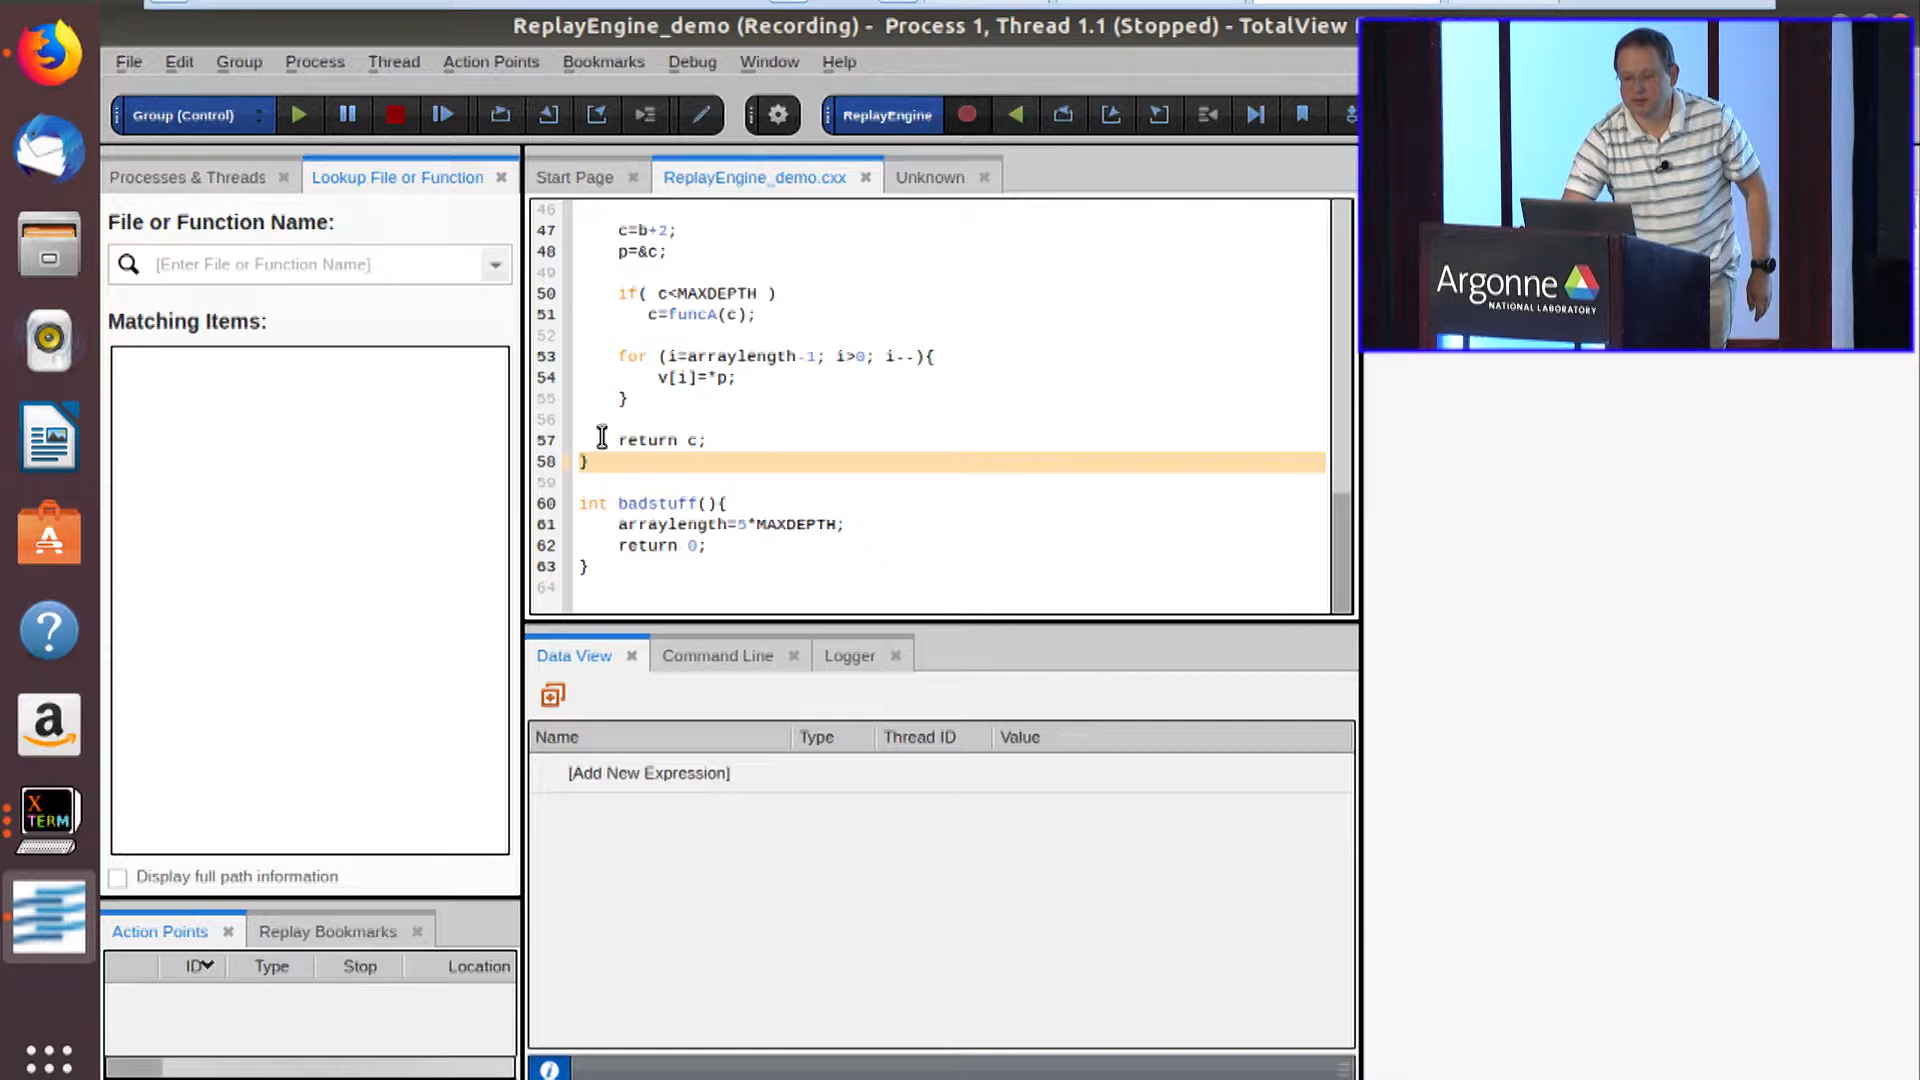 ReplayEngine_demo (Recording) - Process 1, Thread 1.1 (Stopped) - TotalView
File Edit Group Process Thread Action Points Bookmarks Debug Window Help
Group (Control)
ReplayEngine
Processes & Threads
Lookup File or Function
File or Function Name:
[Enter File or Function Name]
Matching Items:
Display full path information
Action Points
Replay Bookmarks
ID Type Stop Location
Start Page
ReplayEngine_demo.cxx
Unknown
46
47 c=b+2;
48 p=&c;
49
50 if( c<MAXDEPTH )
51 c=funcA(c);
52
53 for (i=arraylength-1; i>0; i--){
54 v[i]=*p;
55 }
56
57 return c;
58 }
59
60 int badstuff(){
61 arraylength=5*MAXDEPTH;
62 return 0;
63 }
64
Data View
Command Line
Logger
Name Type Thread ID Value
[Add New Expression]
Argonne
NATIONAL LABORATORY
X
TERM